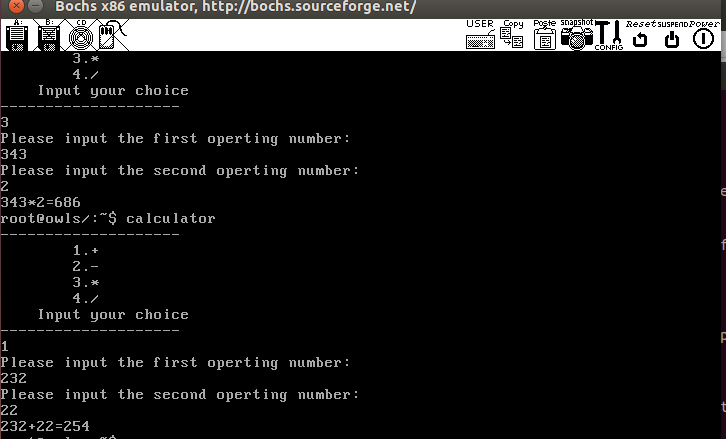 Bochs x86 emulator, http://bochs.sourceforge.net/
A: B: CD USER Copy Paste snapshot CONFIG Reset SUSPEND Power
3.*
4./
Input your choice
--------------------
3
Please input the first operting number:
343
Please input the second operting number:
2
343*2=686
root@owls/:~$ calculator
--------------------
1.+
2.-
3.*
4./
Input your choice
--------------------
1
Please input the first operting number:
232
Please input the second operting number:
22
232+22=254